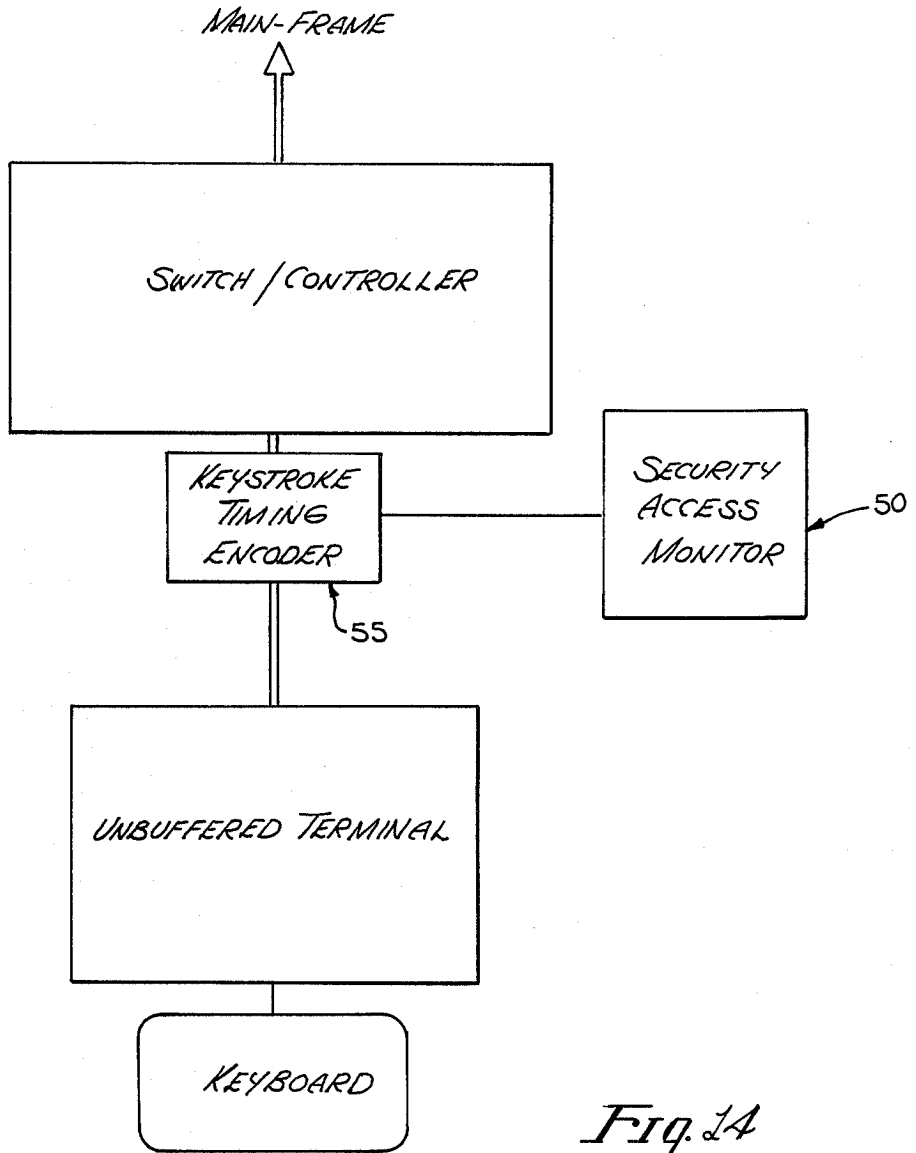 MAIN-FRAME
SWITCH / CONTROLLER
KEYSTROKE
TIMING
ENCODER
55
SECURITY
ACCESS
MONITOR
50
UNBUFFERED TERMINAL
KEYBOARD
Fig. 14